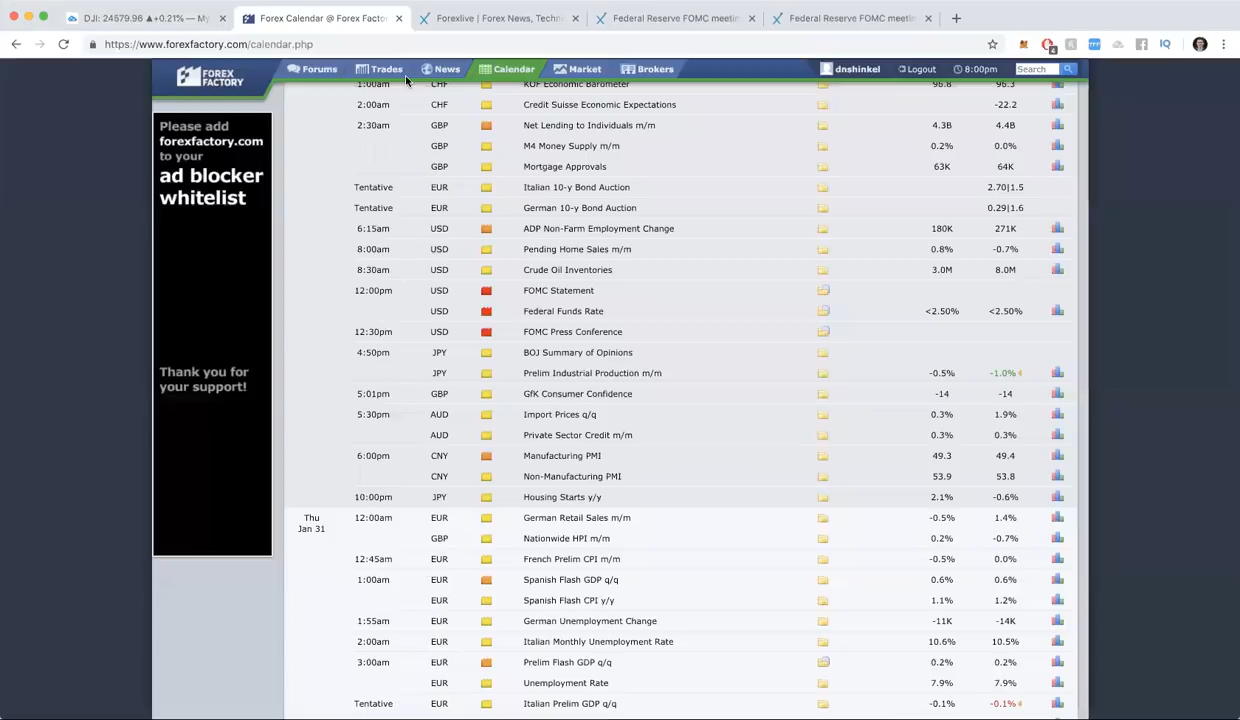 DJI: 24579.96 ▲+0.21% — My
Forex Calendar @ Forex Facto
Forexlive | Forex News, Techn
Federal Reserve FOMC meetin
Federal Reserve FOMC meetin
https://www.forexfactory.com/calendar.php
4
IQ
FOREX FACTORY
Forums
Trades
News
Calendar
Market
Brokers
dnshinkel
Logout
8:00pm
Search
Please add
forexfactory.com
to your
ad blocker
whitelist
Thank you for
your support!
1:00am CHF KOF Economic Barometer 96.8 96.3
2:00am CHF Credit Suisse Economic Expectations -22.2
2:30am GBP Net Lending to Individuals m/m 4.3B 4.4B
GBP M4 Money Supply m/m 0.2% 0.0%
GBP Mortgage Approvals 63K 64K
Tentative EUR Italian 10-y Bond Auction 2.70|1.5
Tentative EUR German 10-y Bond Auction 0.29|1.6
6:15am USD ADP Non-Farm Employment Change 180K 271K
8:00am USD Pending Home Sales m/m 0.8% -0.7%
8:30am USD Crude Oil Inventories 3.0M 8.0M
12:00pm USD FOMC Statement
USD Federal Funds Rate <2.50% <2.50%
12:30pm USD FOMC Press Conference
4:50pm JPY BOJ Summary of Opinions
JPY Prelim Industrial Production m/m -0.5% -1.0%
5:01pm GBP GfK Consumer Confidence -14 -14
5:30pm AUD Import Prices q/q 0.3% 1.9%
AUD Private Sector Credit m/m 0.3% 0.3%
6:00pm CNY Manufacturing PMI 49.3 49.4
CNY Non-Manufacturing PMI 53.9 53.8
10:00pm JPY Housing Starts y/y 2.1% -0.6%
Thu
Jan 31
12:00am EUR German Retail Sales m/m -0.5% 1.4%
GBP Nationwide HPI m/m 0.2% -0.7%
12:45am EUR French Prelim CPI m/m -0.5% 0.0%
1:00am EUR Spanish Flash GDP q/q 0.6% 0.6%
EUR Spanish Flash CPI y/y 1.1% 1.2%
1:55am EUR German Unemployment Change -11K -14K
2:00am EUR Italian Monthly Unemployment Rate 10.6% 10.5%
3:00am EUR Prelim Flash GDP q/q 0.2% 0.2%
EUR Unemployment Rate 7.9% 7.9%
Tentative EUR Italian Prelim GDP q/q -0.1% -0.1%